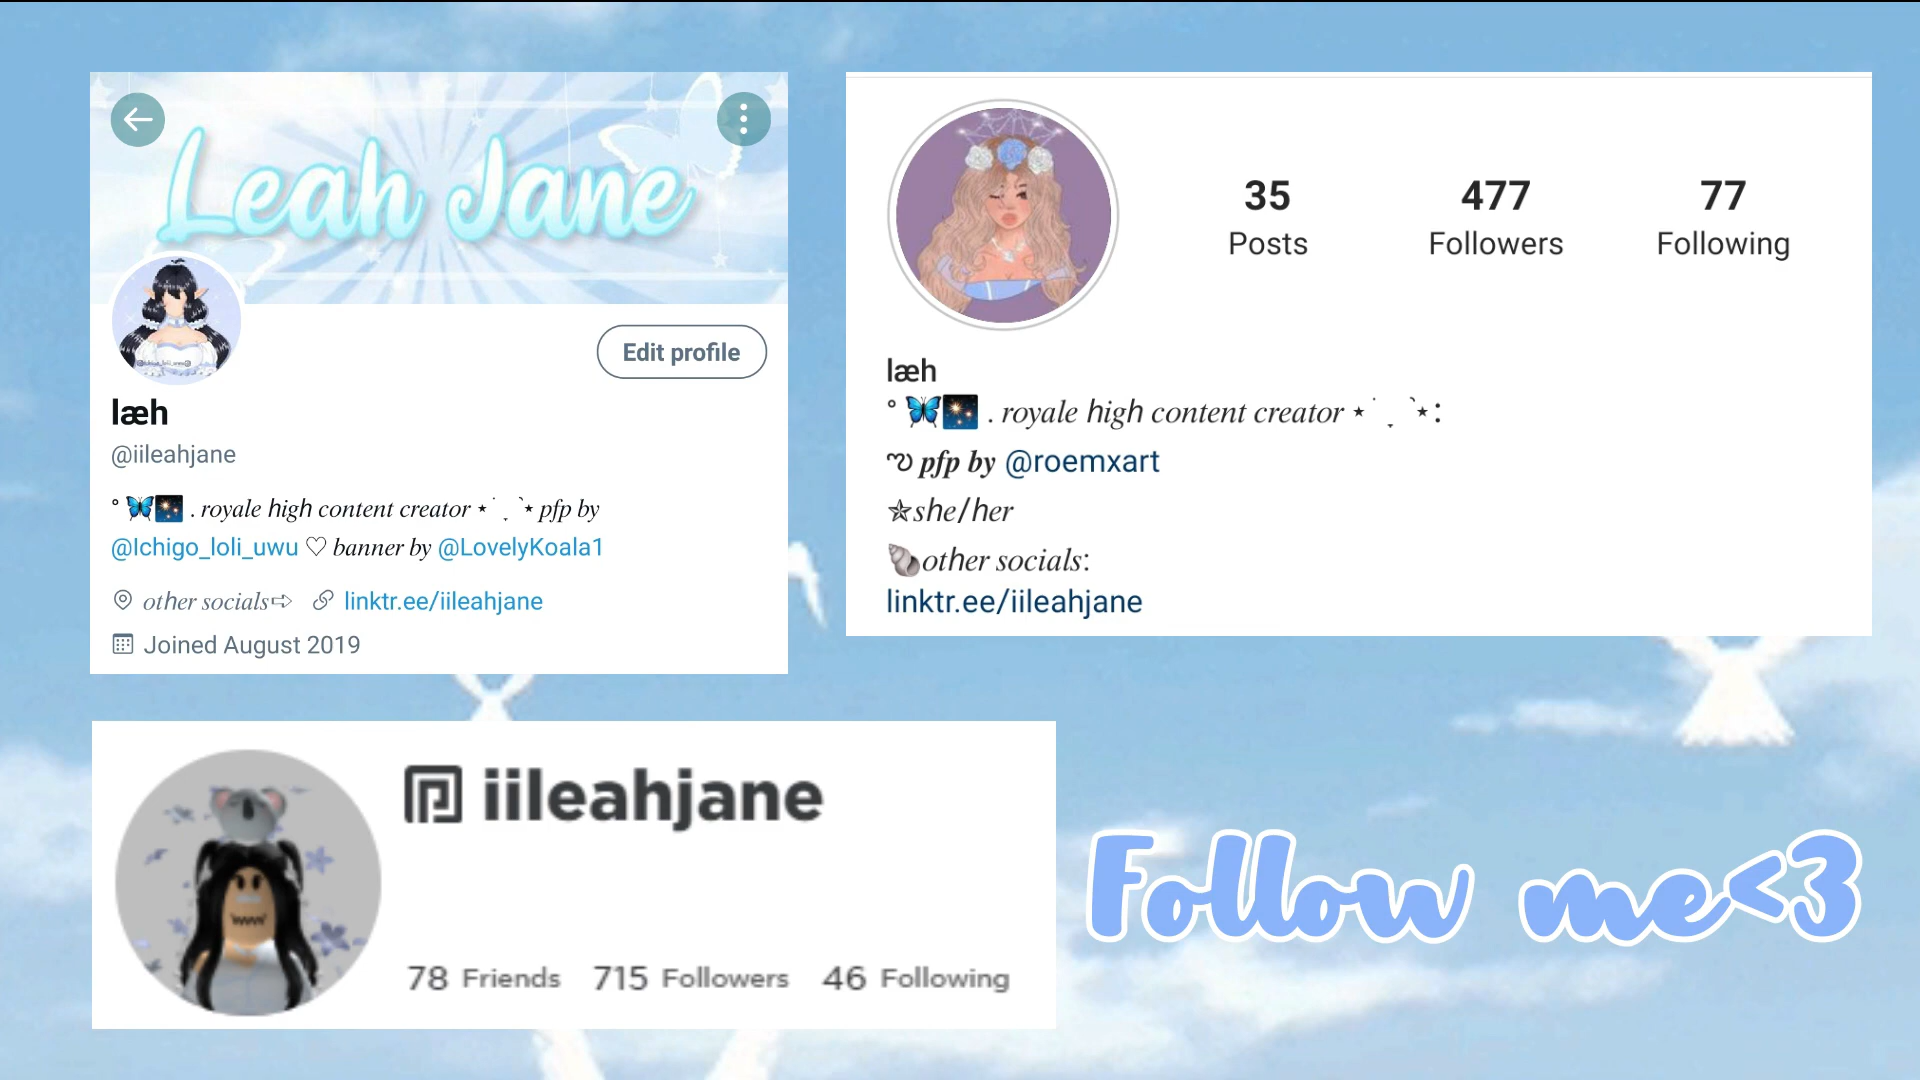 Leah Jane
Edit profile
læh
@iileahjane
° 🦋🎇 . royale high content creator ⋆ ˙ ˛ ˋ⋆ pfp by
@Ichigo_loli_uwu ♡ banner by @LovelyKoala1
other socials➪ linktr.ee/iileahjane
Joined August 2019
35 477 77
Posts Followers Following
læh
° 🦋🎇 . royale high content creator ⋆ ˙ ˛ ˋ⋆ :
ఌ pfp by @roemxart
✯she/her
🐚other socials:
linktr.ee/iileahjane
iileahjane
78 Friends 715 Followers 46 Following
Follow me<3